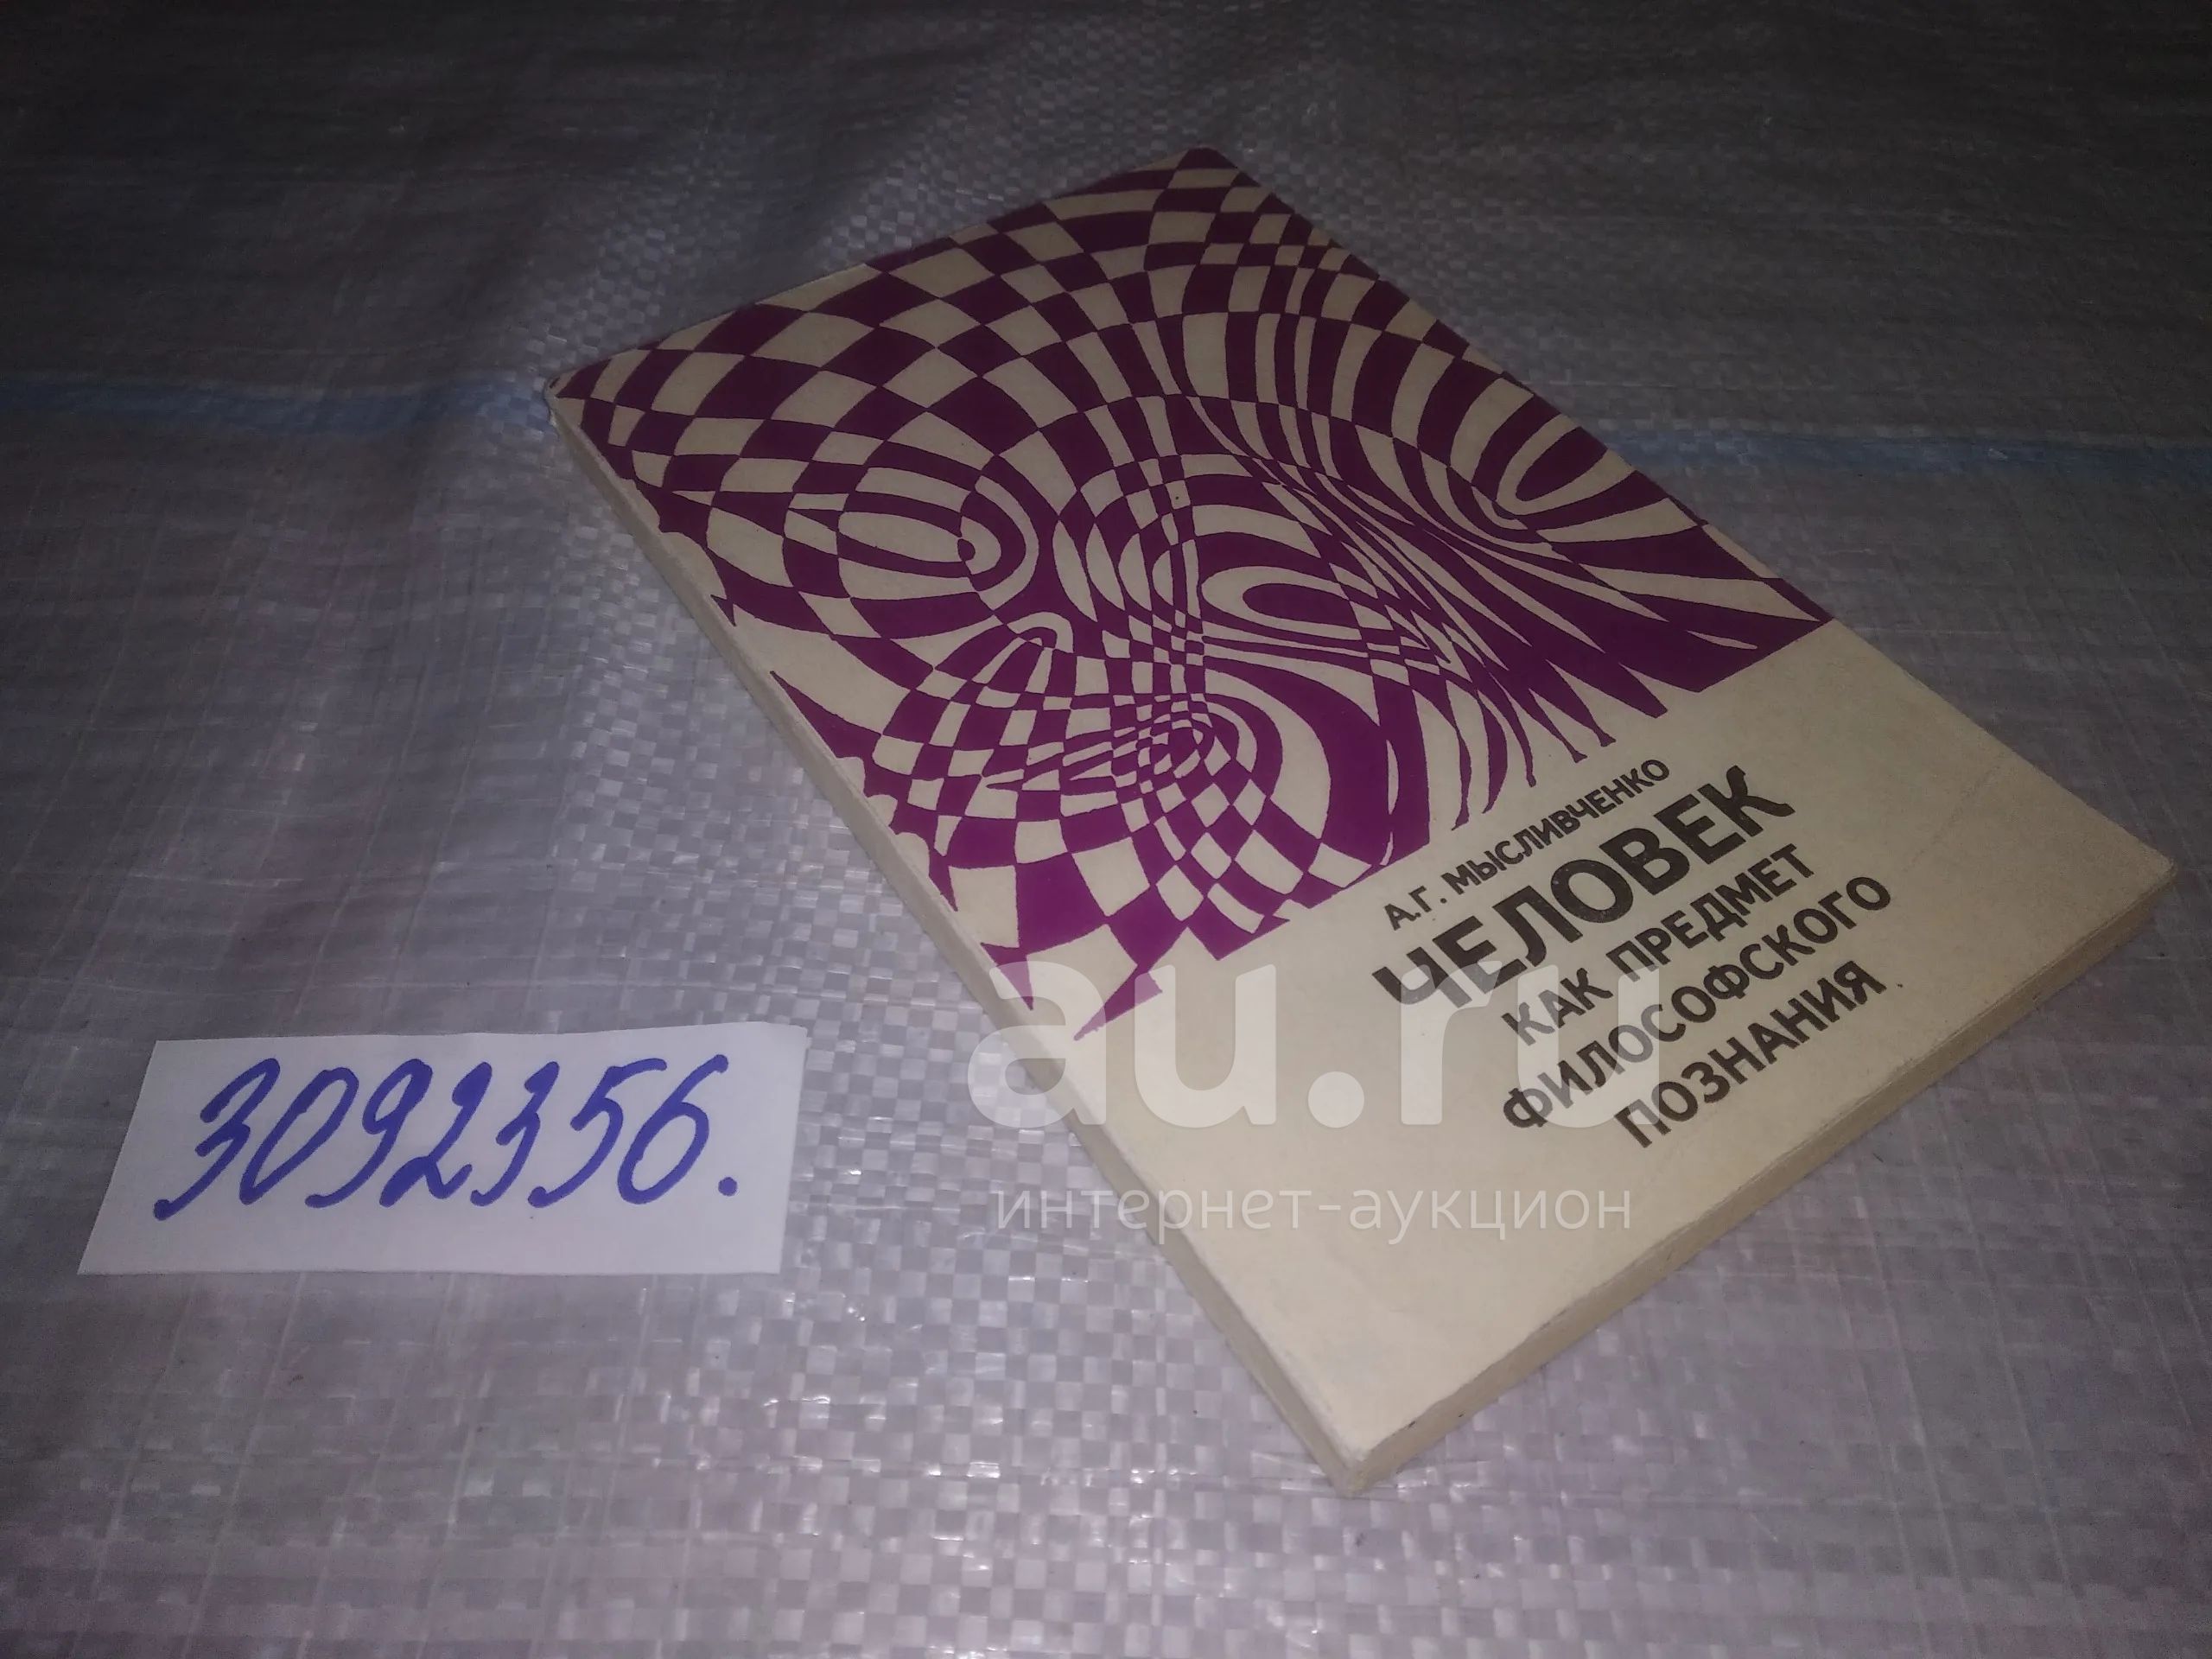 А.Г. МЫСЛИВЧЕНКО
ЧЕЛОВЕК
КАК ПРЕДМЕТ
ФИЛОСОФСКОГО
ПОЗНАНИЯ
3092356.
au.ru
интернет-аукцион